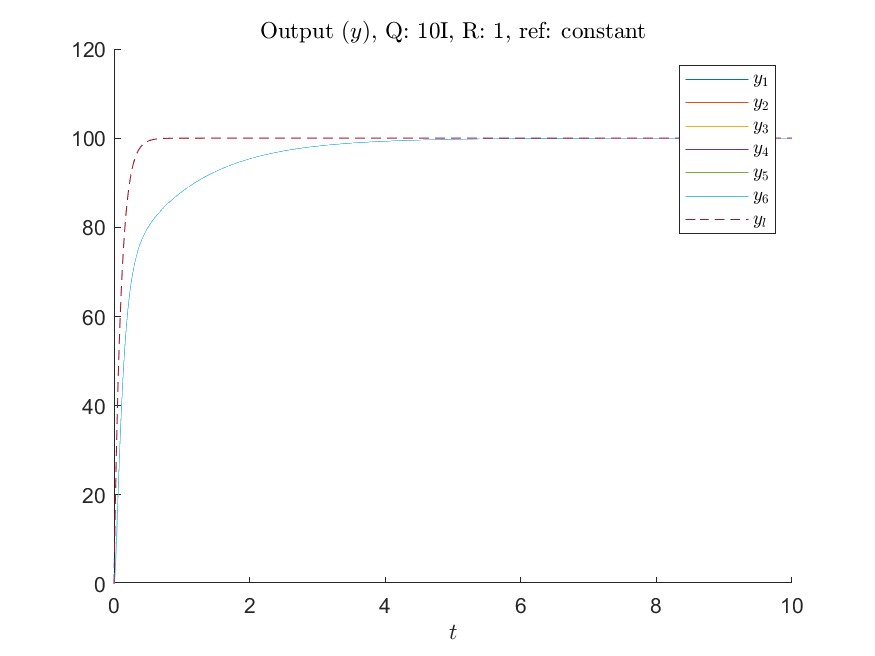 Output (y), Q: 10I, R: 1, ref: constant
120
100
80
60
40
20
0
y₁
y₂
y₃
y₄
y₅
y₆
yₗ
0 2 4 6 8 10
t